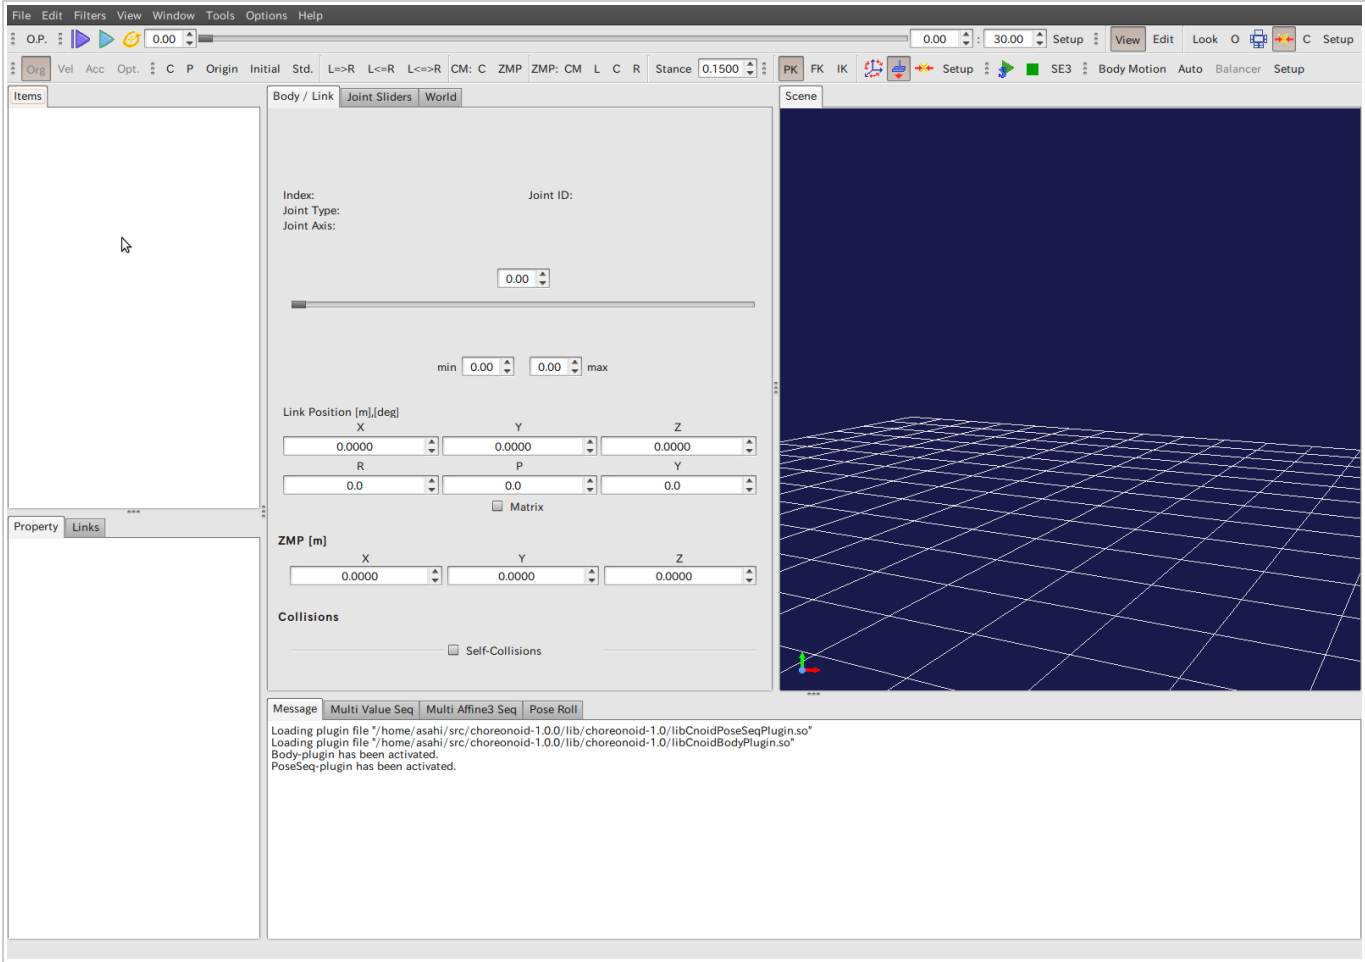 File Edit Filters View Window Tools Options Help
O.P. 0.00 0.00 : 30.00 Setup View Edit Look O C Setup
Org Vel Acc Opt. C P Origin Initial Std. L=>R L<=R L<=>R CM: C ZMP ZMP: CM L C R Stance 0.1500 PK FK IK Setup SE3 Body Motion Auto Balancer Setup
Items
Body / Link Joint Sliders World
Scene
Index: Joint ID:
Joint Type:
Joint Axis:
0.00
min 0.00 0.00 max
Link Position [m],[deg]
X Y Z
0.0000 0.0000 0.0000
R P Y
0.0 0.0 0.0
Matrix
ZMP [m]
X Y Z
0.0000 0.0000 0.0000
Collisions
Self-Collisions
Property Links
Message Multi Value Seq Multi Affine3 Seq Pose Roll
Loading plugin file "/home/asahi/src/choreonoid-1.0.0/lib/choreonoid-1.0/libCnoidPoseSeqPlugin.so"
Loading plugin file "/home/asahi/src/choreonoid-1.0.0/lib/choreonoid-1.0/libCnoidBodyPlugin.so"
Body-plugin has been activated.
PoseSeq-plugin has been activated.